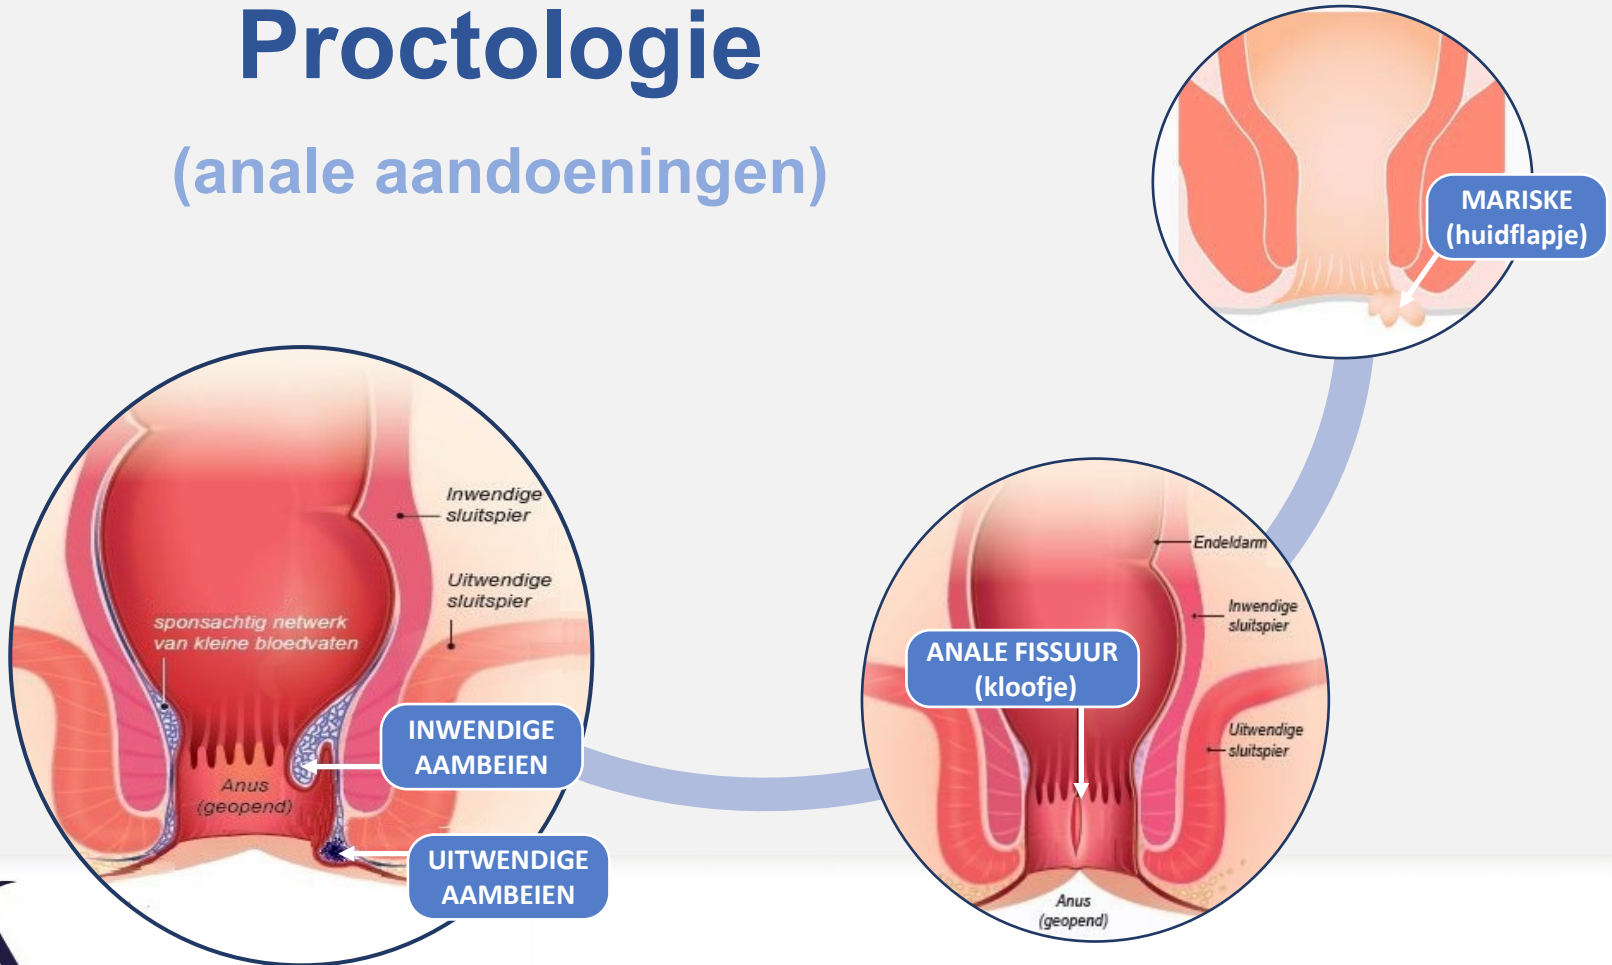 Proctologie
(anale aandoeningen)
MARISKE
(huidflapje)
Inwendige
sluitspier
Uitwendige
sluitspier
sponsachtig netwerk
van kleine bloedvaten
INWENDIGE
AAMBEIEN
Anus
(geopend)
UITWENDIGE
AAMBEIEN
Endeldarm
Inwendige
sluitspier
ANALE FISSUUR
(kloofje)
Uitwendige
sluitspier
Anus
(geopend)